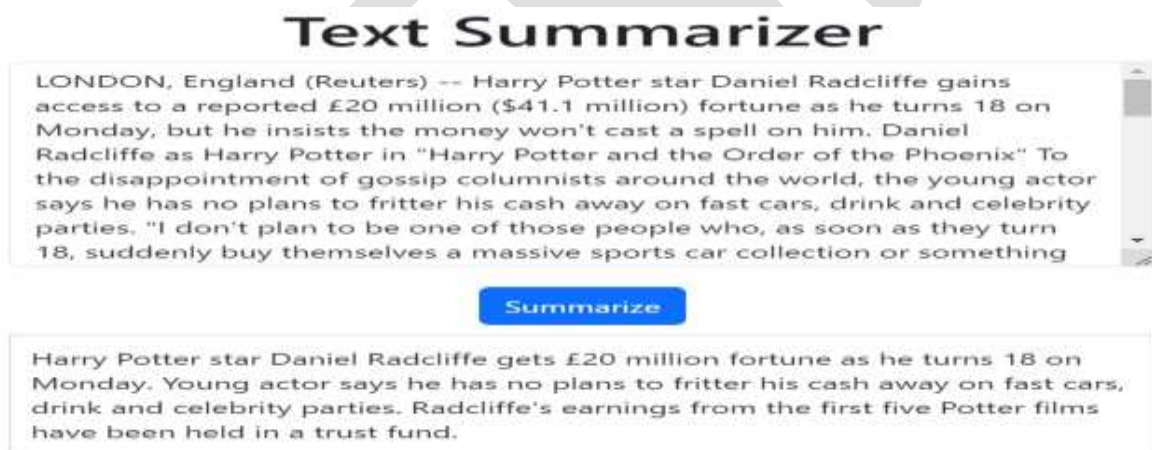 Text Summarizer
LONDON, England (Reuters) -- Harry Potter star Daniel Radcliffe gains
access to a reported £20 million ($41.1 million) fortune as he turns 18 on
Monday, but he insists the money won't cast a spell on him. Daniel
Radcliffe as Harry Potter in "Harry Potter and the Order of the Phoenix" To
the disappointment of gossip columnists around the world, the young actor
says he has no plans to fritter his cash away on fast cars, drink and celebrity
parties. "I don't plan to be one of those people who, as soon as they turn
18, suddenly buy themselves a massive sports car collection or something
Summarize
Harry Potter star Daniel Radcliffe gets £20 million fortune as he turns 18 on
Monday. Young actor says he has no plans to fritter his cash away on fast cars,
drink and celebrity parties. Radcliffe's earnings from the first five Potter films
have been held in a trust fund.